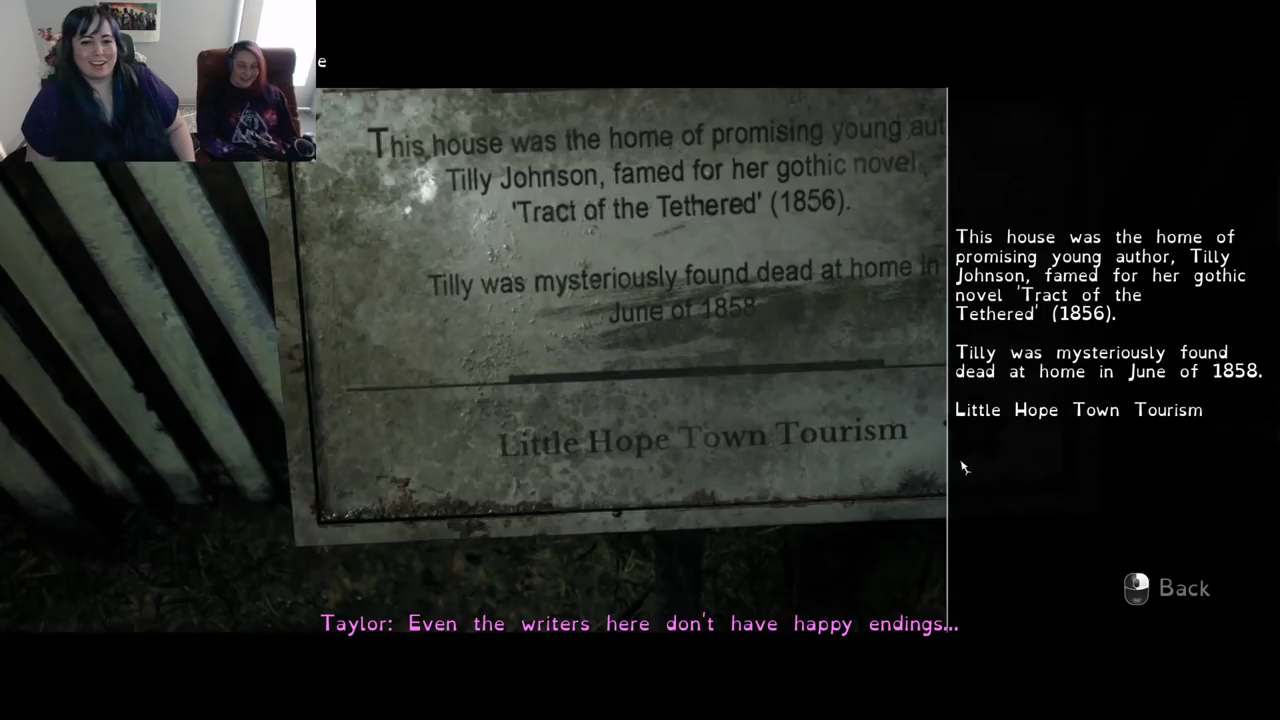 e
This house was the home of promising young aut
Tilly Johnson, famed for her gothic novel,
'Tract of the Tethered' (1856).
Tilly was mysteriously found dead at home in
June of 1858
Little Hope Town Tourism
This house was the home of
promising young author, Tilly
Johnson, famed for her gothic
novel 'Tract of the
Tethered' (1856).
Tilly was mysteriously found
dead at home in June of 1858.
Little Hope Town Tourism
Back
Taylor: Even the writers here don't have happy endings...